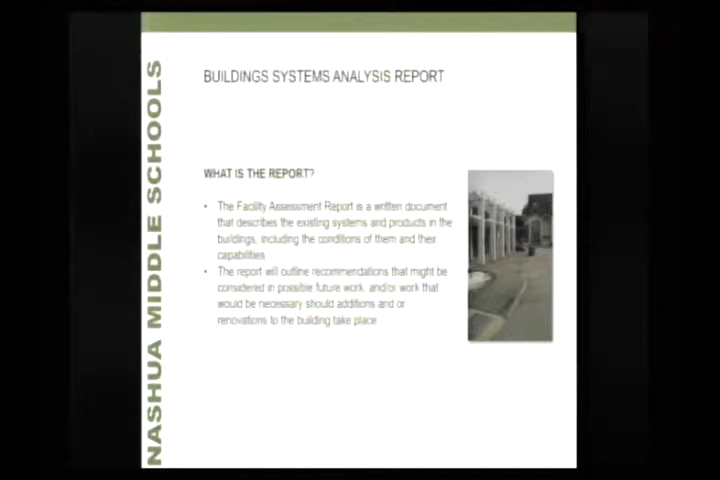 NASHUA MIDDLE SCHOOLS
BUILDINGS SYSTEMS ANALYSIS REPORT
WHAT IS THE REPORT?
• The Facility Assessment Report is a written document
that describes the existing systems and products in the
buildings, including the conditions of them and their
capabilities
• The report will outline recommendations that might be
considered in possible future work, and/or work that
would be necessary should additions and or
renovations to the building take place